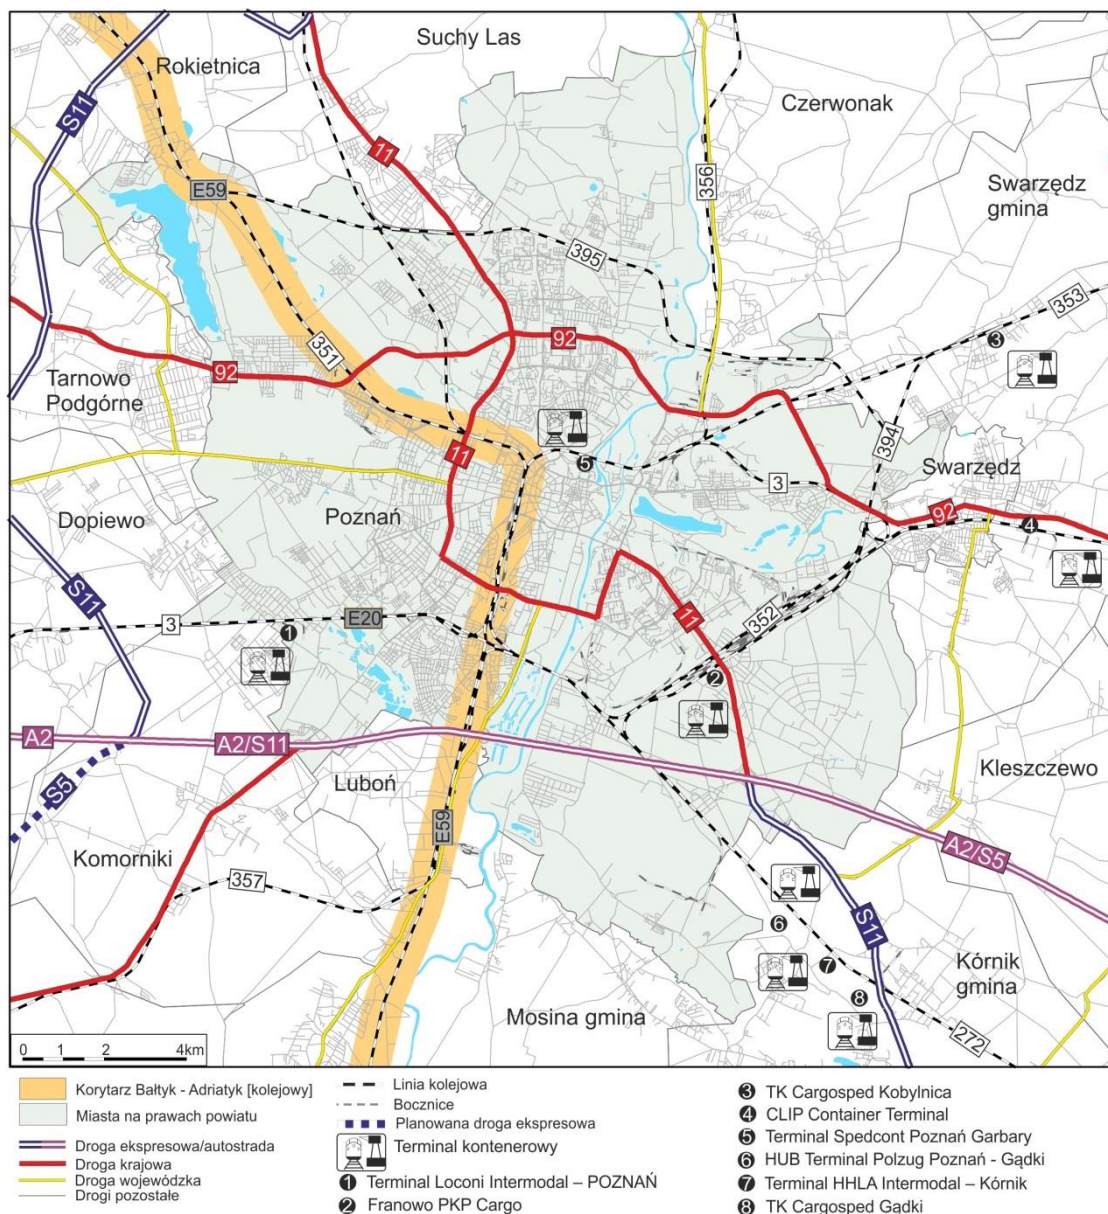 Suchy Las
Rokietnica
Czerwonak
S11
11
356
Swarzędz
gmina
E59
395
353
3
351
92
92
Tarnowo
Podgórne
394
11
5
Swarzędz
3
92
4
Dopiewo
Poznań
S11
3
1
E20
11
352
2
A2
A2/S11
S5
Luboń
Kleszczewo
E59
Komorniki
A2/S5
357
6
S11
7
Kórnik
gmina
8
Mosina gmina
272
0 1 2 4km
Korytarz Bałtyk - Adriatyk [kolejowy]
Miasta na prawach powiatu
Droga ekspresowa/autostrada
Droga krajowa
Droga wojewódzka
Drogi pozostałe
Linia kolejowa
Bocznice
Planowana droga ekspresowa
Terminal kontenerowy
1 Terminal Loconi Intermodal – POZNAŃ
2 Franowo PKP Cargo
3 TK Cargosped Kobylnica
4 CLIP Container Terminal
5 Terminal Spedcont Poznań Garbary
6 HUB Terminal Polzug Poznań - Gądki
7 Terminal HHLA Intermodal – Kórnik
8 TK Cargosped Gądki